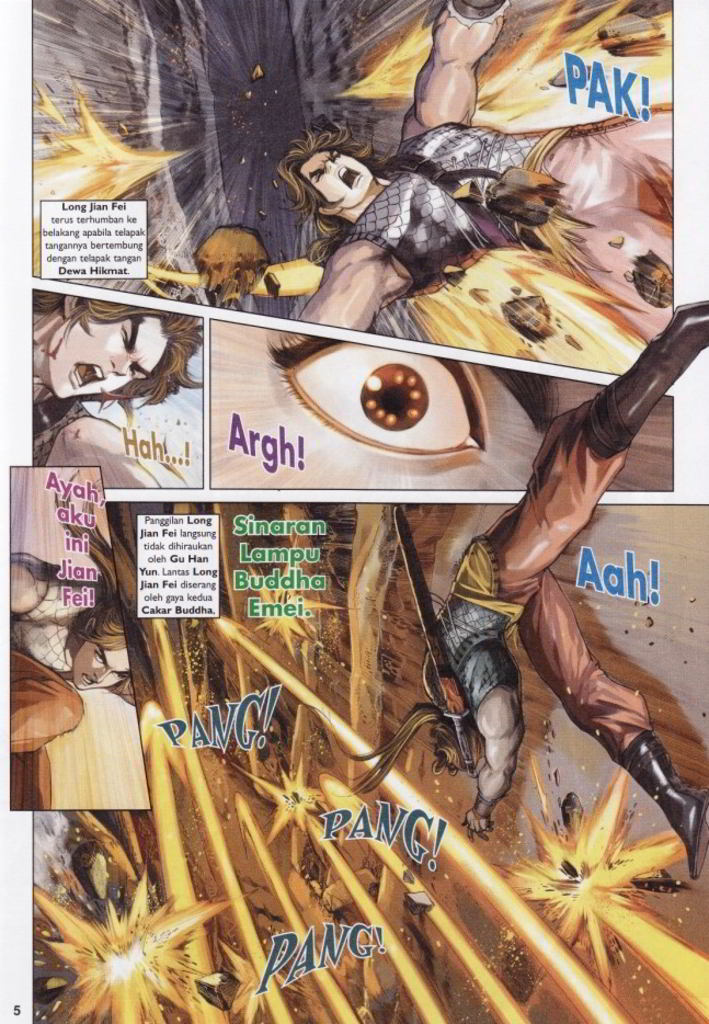 PAK!
Long Jian Fei
terus terhumban ke
belakang apabila telapak
tangannya bertembung
dengan telapak tangan
Dewa Hikmat.
Hah!...!
Argh!
Ayah,
aku
ini
Jian
Fei!
Panggilan Long
Jian Fei langsung
tidak dihiraukan
oleh Gu Han
Yun. Lantas Long
Jian Fei diserang
oleh gaya kedua
Cakar Buddha.
Sinaran
Lampu
Buddha
Emei.
Aah!
PANG!
PANG!
PANG!
5